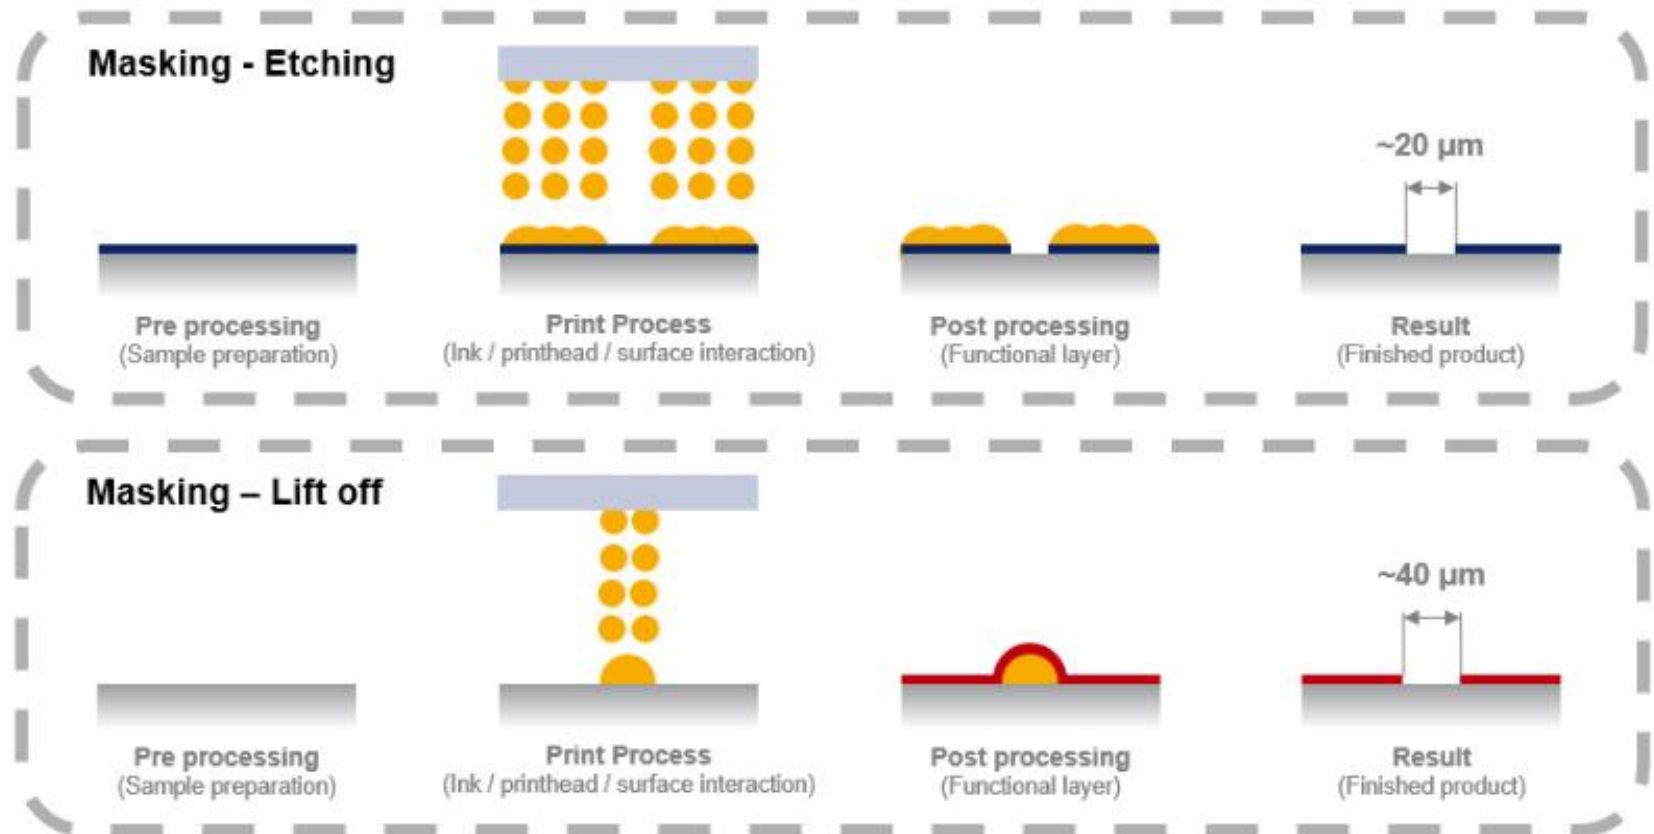 Masking - Etching
~20 µm
Pre processing
(Sample preparation)
Print Process
(Ink / printhead / surface interaction)
Post processing
(Functional layer)
Result
(Finished product)
Masking – Lift off
~40 µm
Pre processing
(Sample preparation)
Print Process
(Ink / printhead / surface interaction)
Post processing
(Functional layer)
Result
(Finished product)